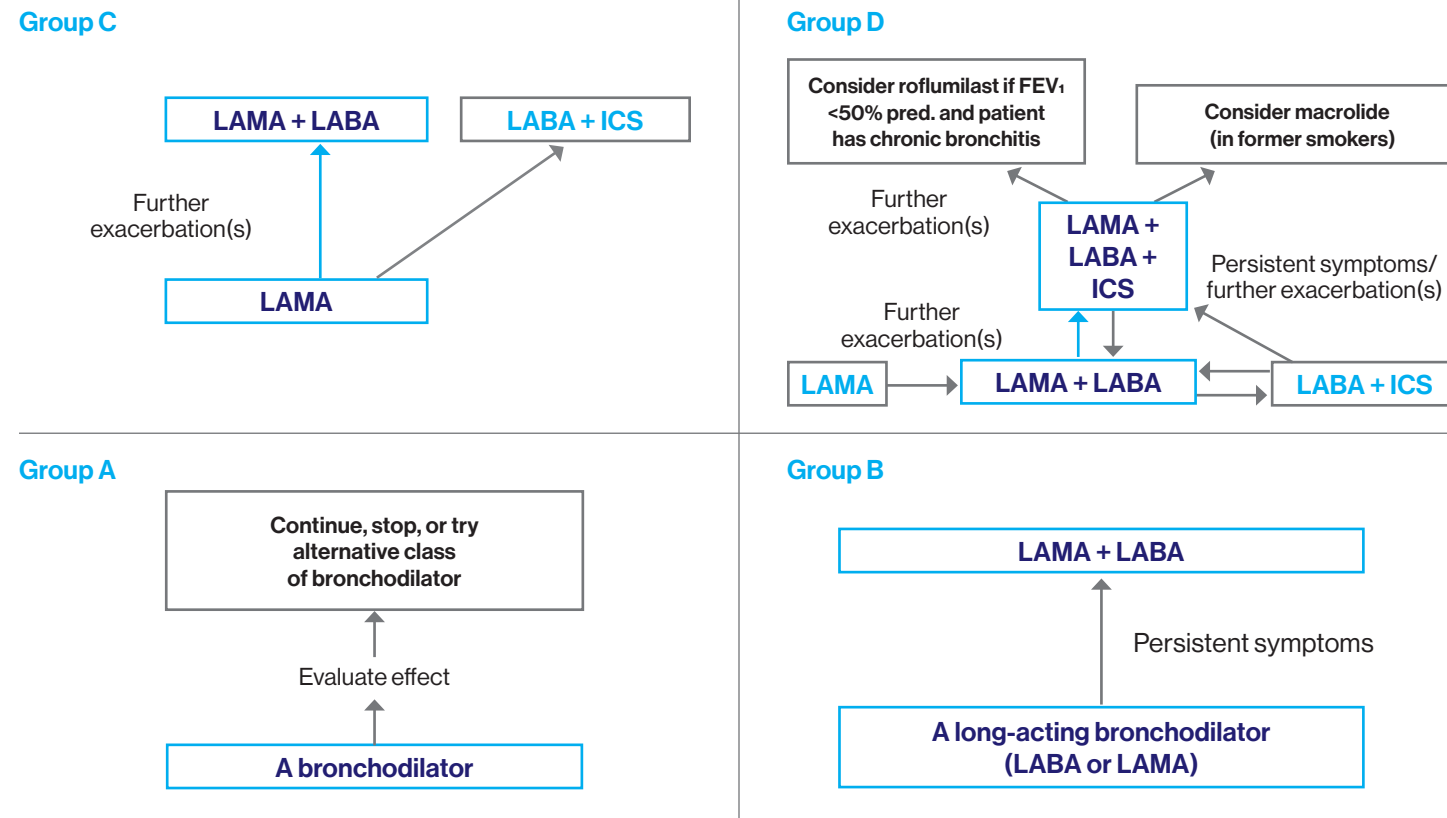 Group C
LAMA + LABA
LABA + ICS
Further
exacerbation(s)
LAMA
Group D
Consider roflumilast if FEV₁
<50% pred. and patient
has chronic bronchitis
Consider macrolide
(in former smokers)
Further
exacerbation(s)
LAMA +
LABA +
ICS
Persistent symptoms/
further exacerbation(s)
Further
exacerbation(s)
LAMA
LAMA + LABA
LABA + ICS
Group A
Continue, stop, or try
alternative class
of bronchodilator
Evaluate effect
A bronchodilator
Group B
LAMA + LABA
Persistent symptoms
A long-acting bronchodilator
(LABA or LAMA)